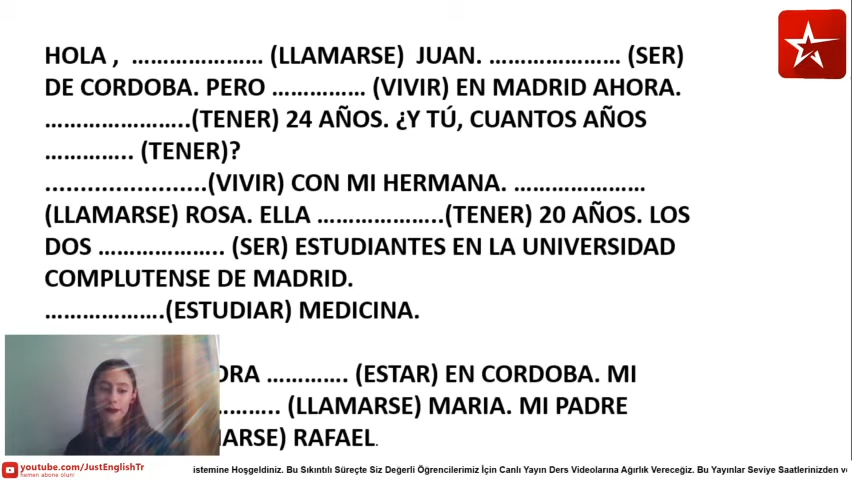 HOLA , ………………… (LLAMARSE) JUAN. ………………… (SER)
DE CORDOBA. PERO …………… (VIVIR) EN MADRID AHORA.
…………………..(TENER) 24 AÑOS. ¿Y TÚ, CUANTOS AÑOS
………….. (TENER)?
.......................(VIVIR) CON MI HERMANA. …………………
(LLAMARSE) ROSA. ELLA ………………..(TENER) 20 AÑOS. LOS
DOS ……………….. (SER) ESTUDIANTES EN LA UNIVERSIDAD
COMPLUTENSE DE MADRID.
……………….(ESTUDIAR) MEDICINA.
…………. (ESTAR) EN CORDOBA. MI
……….. (LLAMARSE) MARIA. MI PADRE
RAFAEL.
youtube.com/JustEnglishTr
hemen abone olun!
istemine Hoşgeldiniz. Bu Sıkıntılı Süreçte Siz Değerli Öğrencilerimiz İçin Canlı Yayın Ders Videolarına Ağırlık Vereceğiz. Bu Yayınlar Seviye Saatlerinizden